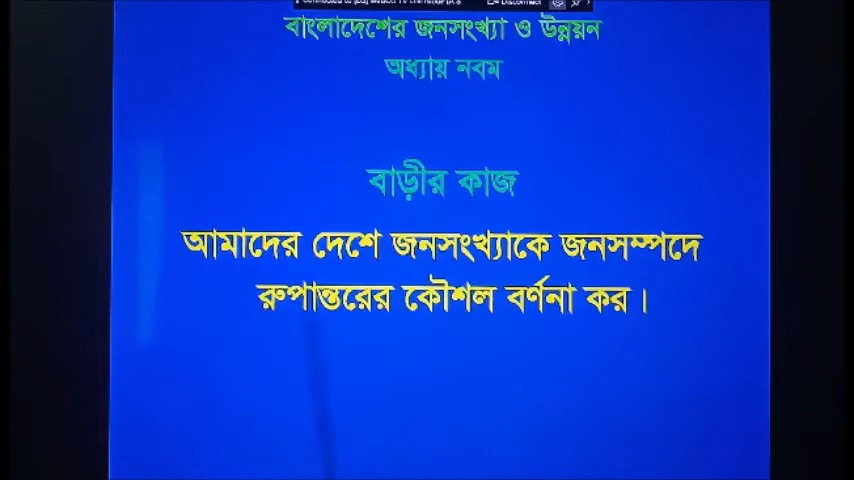 বাংলাদেশের জনসংখ্যা ও উন্নয়ন
অধ্যায় নবম
বাড়ীর কাজ
আমাদের দেশে জনসংখ্যাকে জনসম্পদে
রুপান্তরের কৌশল বর্ণনা কর।